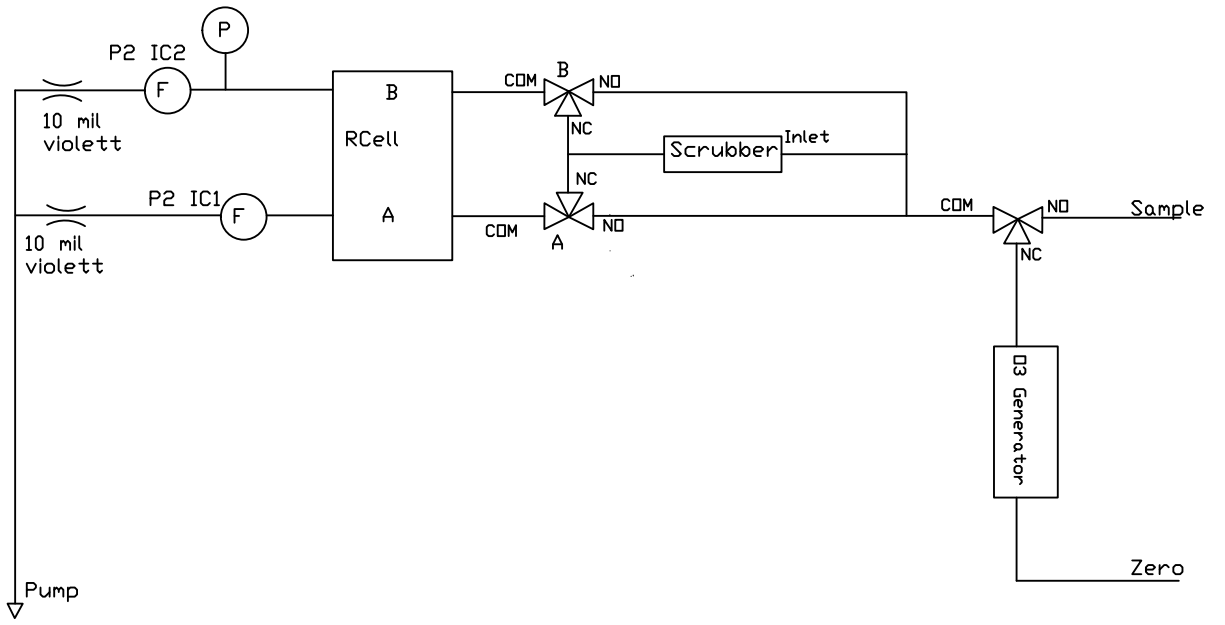 P
P2 IC2
F
10 mil
violett
B
RCell
A
COM
B
NO
NC
Scrubber
Inlet
NC
P2 IC1
F
10 mil
violett
COM
A
NO
COM
NO
Sample
NC
O3 Generator
Zero
Pump